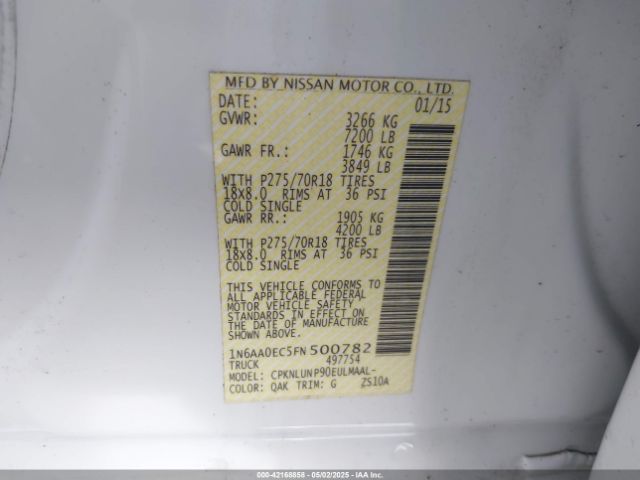 MFD BY NISSAN MOTOR CO., LTD.
DATE: 01/15
GVWR: 3266 KG
7200 LB
GAWR FR.: 1746 KG
3849 LB
WITH P275/70R18 TIRES
18X8.0 RIMS AT 36 PSI
COLD SINGLE
GAWR RR.: 1905 KG
4200 LB
WITH P275/70R18 TIRES
18X8.0 RIMS AT 36 PSI
COLD SINGLE
THIS VEHICLE CONFORMS TO
ALL APPLICABLE FEDERAL
MOTOR VEHICLE SAFETY
STANDARDS IN EFFECT ON
THE DATE OF MANUFACTURE
SHOWN ABOVE.
1N6AA0EC5FN500782
TRUCK 497754
MODEL: CPKNLUNP90EULMAAL-
COLOR: QAK TRIM: G ZS10A
000-42168858 - 05/02/2025 - IAAI.COM